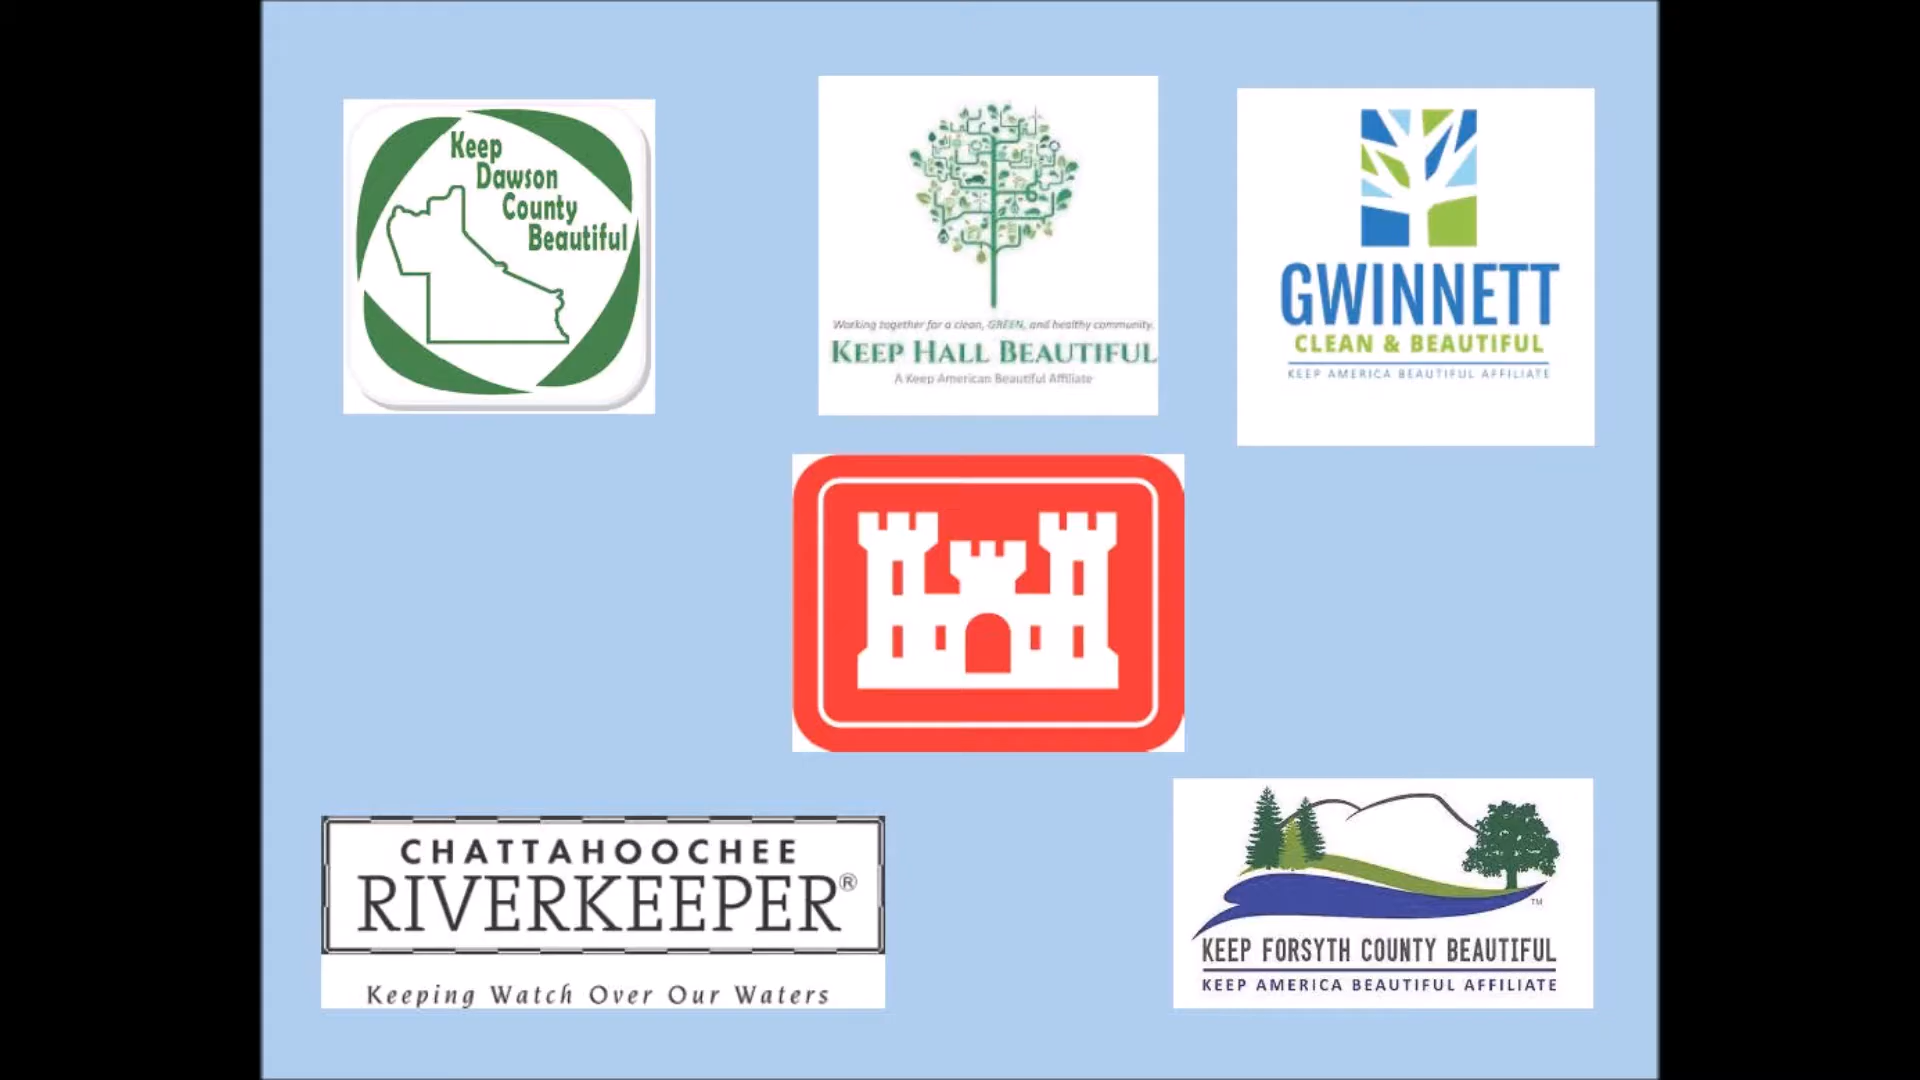 Keep
Dawson
County
Beautiful
Working together for a clean, GREEN, and healthy community.
KEEP HALL BEAUTIFUL
A Keep American Beautiful Affiliate
GWINNETT
CLEAN & BEAUTIFUL
KEEP AMERICA BEAUTIFUL AFFILIATE
CHATTAHOOCHEE
RIVERKEEPER®
Keeping Watch Over Our Waters
TM
KEEP FORSYTH COUNTY BEAUTIFUL
KEEP AMERICA BEAUTIFUL AFFILIATE